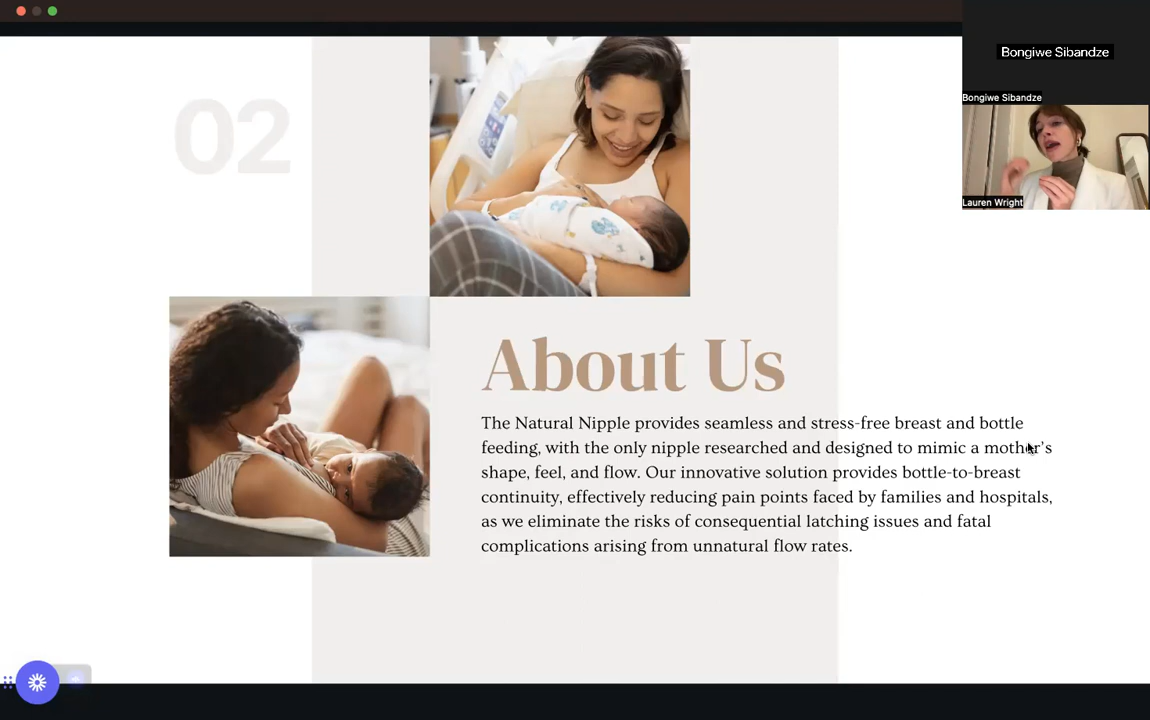 Bongiwe Sibandze
Bongiwe Sibandze
Lauren Wright
02
About Us
The Natural Nipple provides seamless and stress-free breast and bottle
feeding, with the only nipple researched and designed to mimic a mother's
shape, feel, and flow. Our innovative solution provides bottle-to-breast
continuity, effectively reducing pain points faced by families and hospitals,
as we eliminate the risks of consequential latching issues and fatal
complications arising from unnatural flow rates.